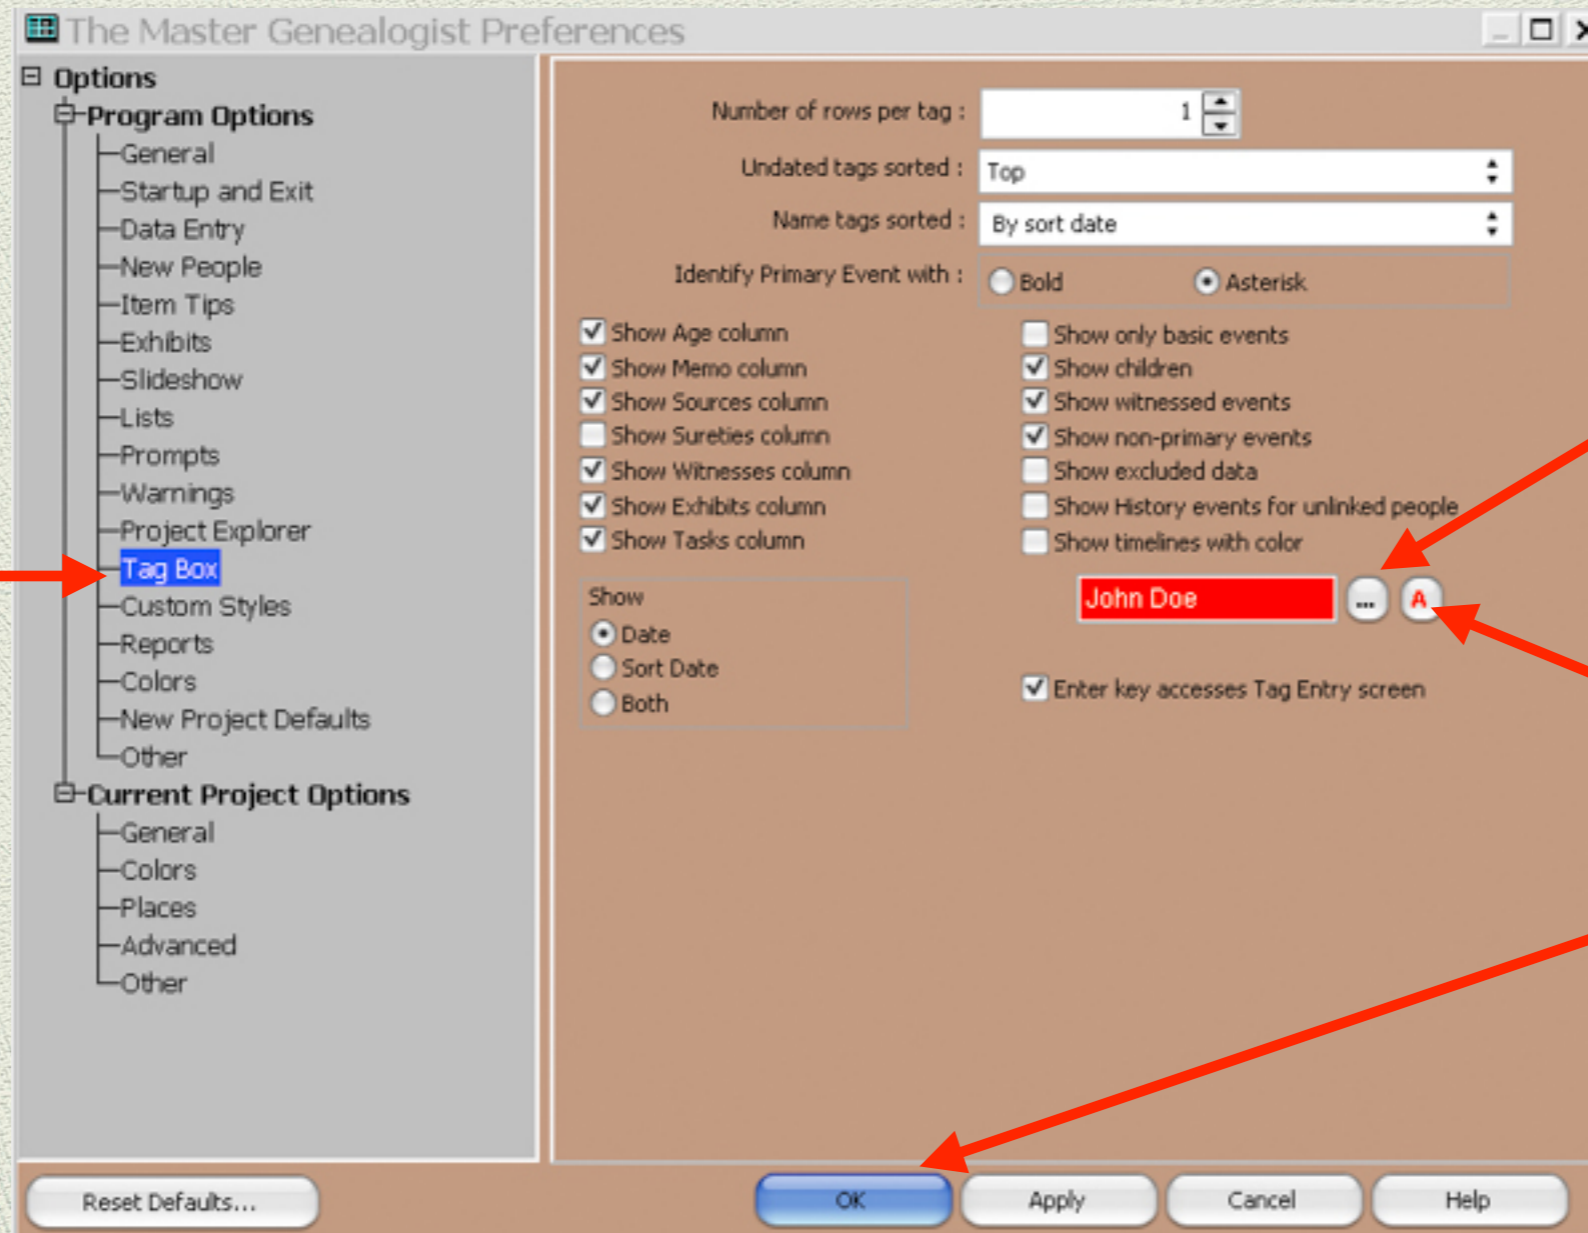 The Master Genealogist Preferences
Options
Program Options
General
Startup and Exit
Data Entry
New People
Item Tips
Exhibits
Slideshow
Lists
Prompts
Warnings
Project Explorer
Tag Box
Custom Styles
Reports
Colors
New Project Defaults
Other
Current Project Options
General
Colors
Places
Advanced
Other
Number of rows per tag : 1
Undated tags sorted : Top
Name tags sorted : By sort date
Identify Primary Event with : Bold Asterisk
Show Age column
Show Memo column
Show Sources column
Show Sureties column
Show Witnesses column
Show Exhibits column
Show Tasks column
Show only basic events
Show children
Show witnessed events
Show non-primary events
Show excluded data
Show History events for unlinked people
Show timelines with color
John Doe ... A
Show
Date
Sort Date
Both
Enter key accesses Tag Entry screen
Reset Defaults... OK Apply Cancel Help